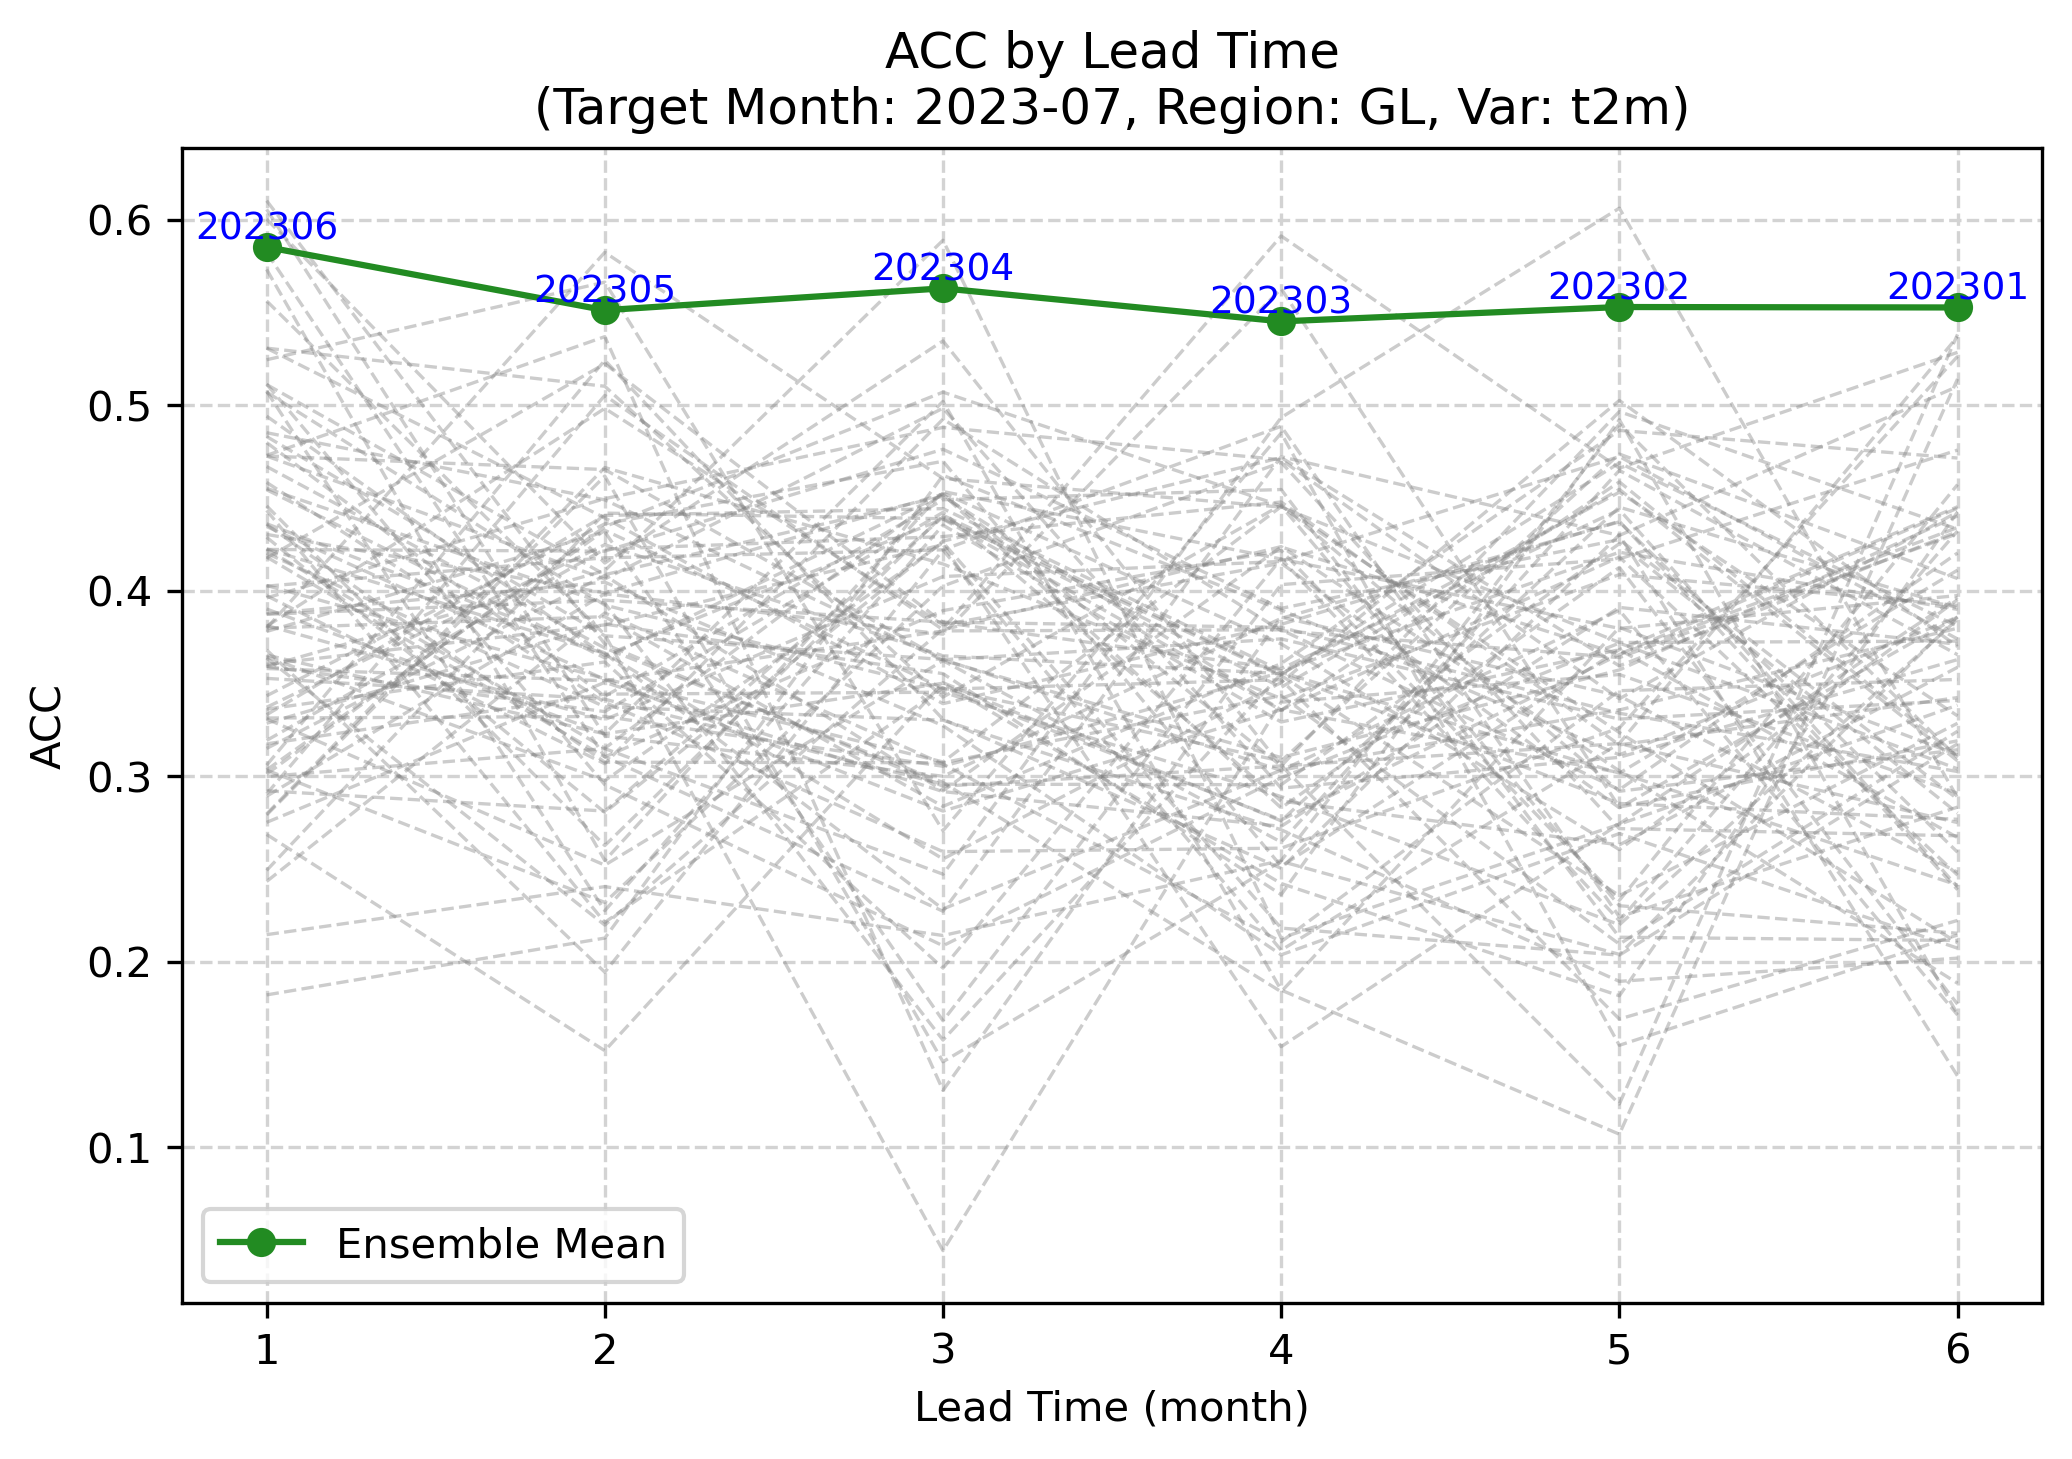 ACC by Lead Time
(Target Month: 2023-07, Region: GL, Var: t2m)
ACC
0.6
0.5
0.4
0.3
0.2
0.1
202306
202305
202304
202303
202302
202301
Ensemble Mean
1 2 3 4 5 6
Lead Time (month)